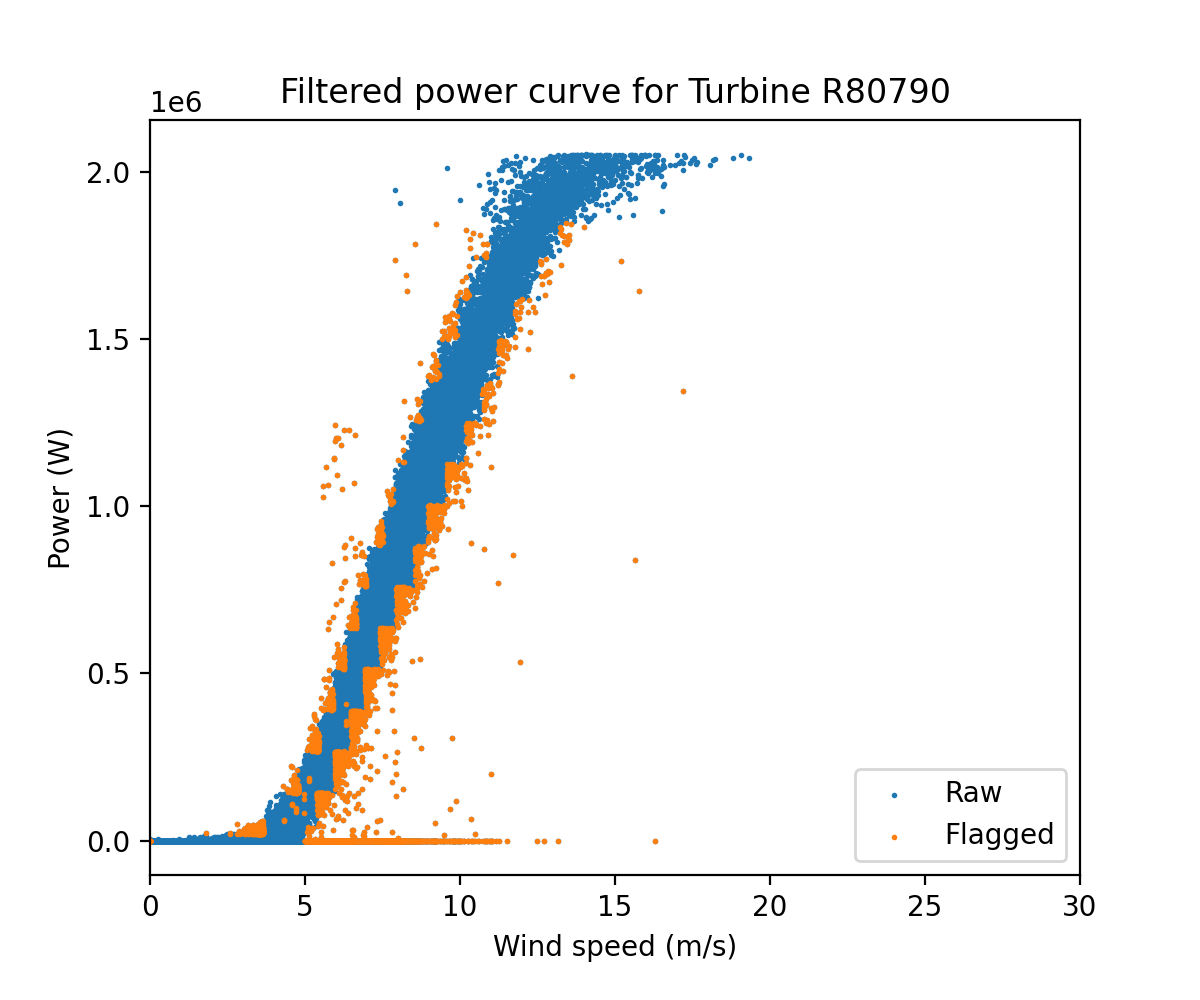 Filtered power curve for Turbine R80790
1e6
2.0
1.5
1.0
0.5
0.0
Power (W)
0 5 10 15 20 25 30
Wind speed (m/s)
Raw
Flagged